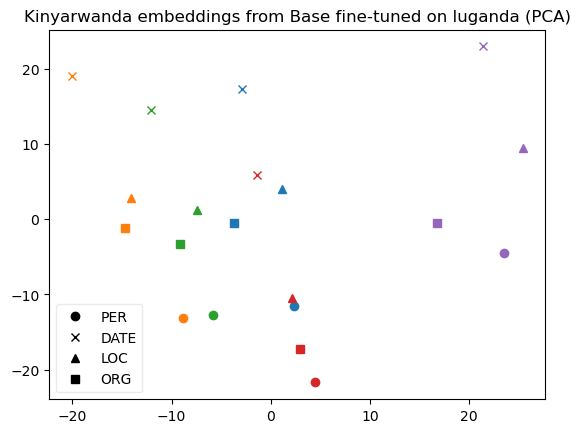 Kinyarwanda embeddings from Base fine-tuned on luganda (PCA)
20
10
0
−10
−20
PER
DATE
LOC
ORG
−20 −10 0 10 20